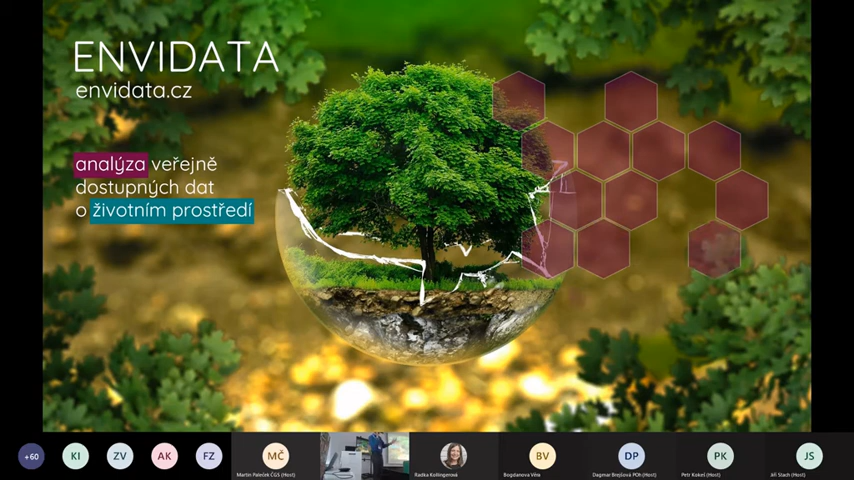 ENVIDATA
envidata.cz
analýza veřejně
dostupných dat
o životním prostředí
+60
KI
ZV
AK
FZ
MČ
BV
DP
PK
JS
Martin Paleček ČGS (Host)
Radka Kollingerová
Bogdanova Věra
Dagmar Brejšová POh (Host)
Petr Kokeš (Host)
Jiří Stach (Host)